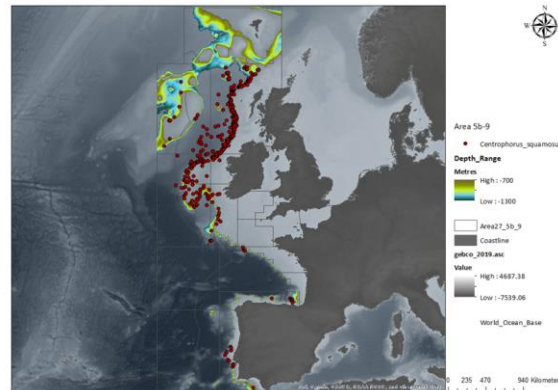 N
W E
S
Area 5b-9
Centrophorus_squamosu
Depth_Range
Metres
High : -700
Low : -1300
Area27_5b_9
Coastline
gebco_2019.asc
Value
High : 4687.38
Low : -7539.06
World_Ocean_Base
0 235 470 940 Kilometer